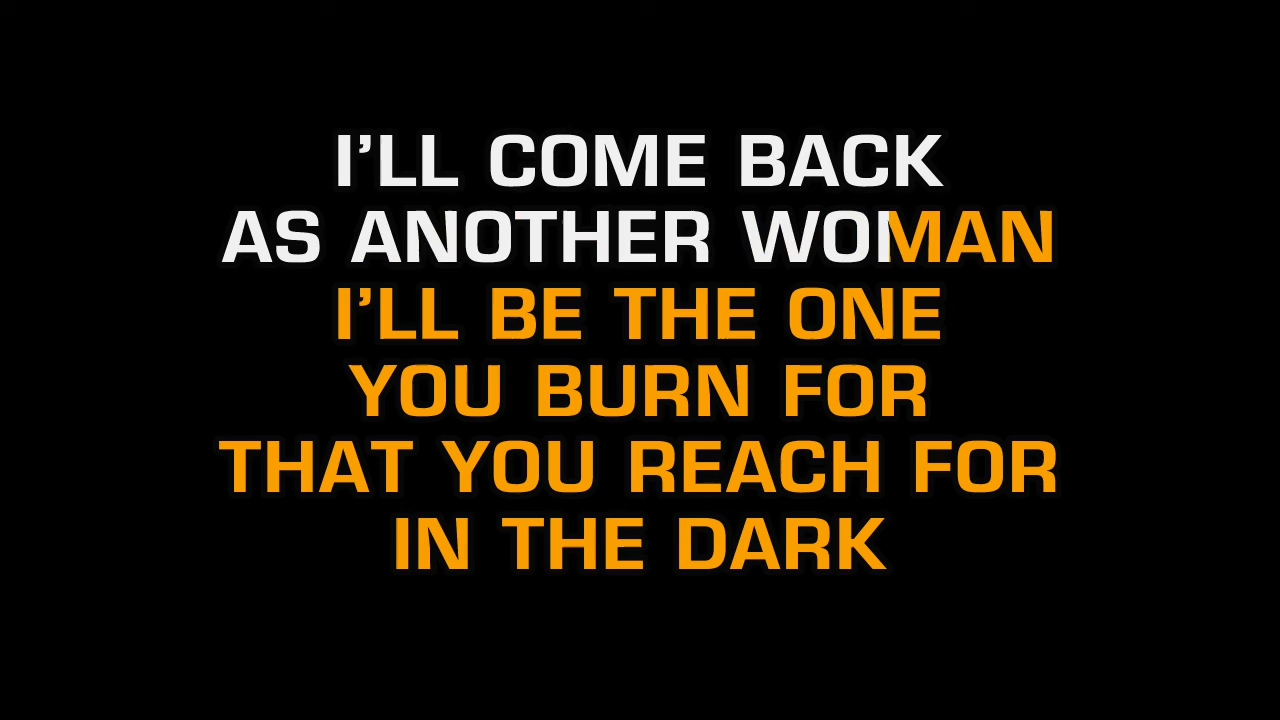 I'LL COME BACK
AS ANOTHER WOMAN
I'LL BE THE ONE
YOU BURN FOR
THAT YOU REACH FOR
IN THE DARK